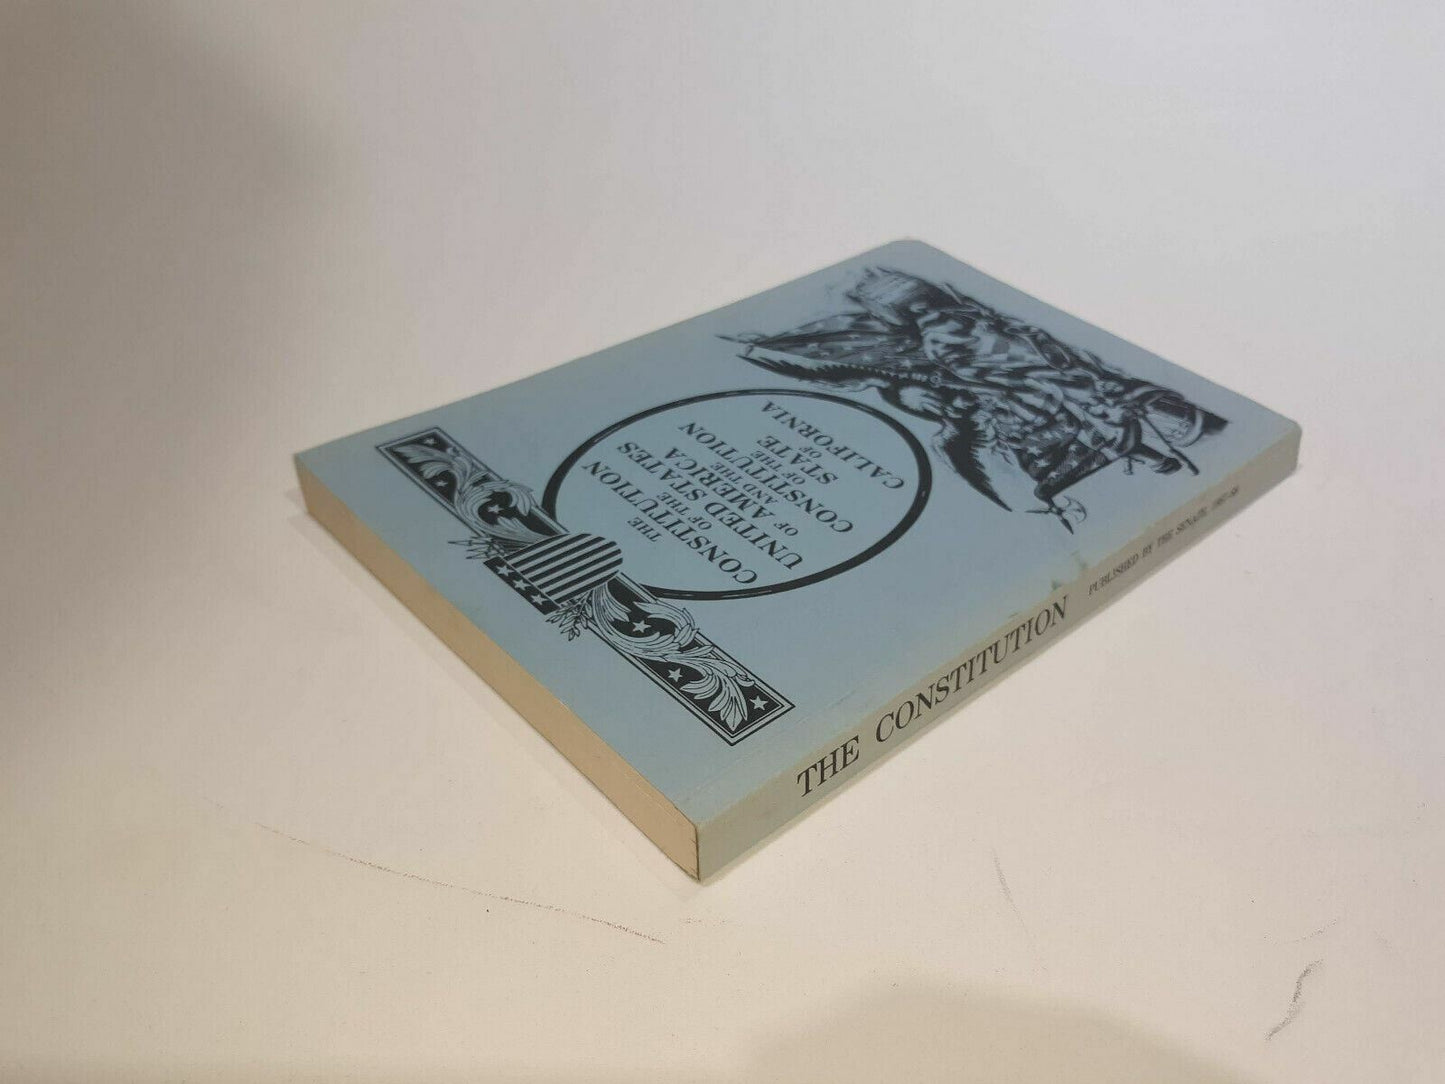 THE
CONSTITUTION
OF THE
UNITED STATES
OF AMERICA
AND THE
CONSTITUTION
OF THE
STATE
OF
CALIFORNIA
THE CONSTITUTION PUBLISHED BY THE SENATE